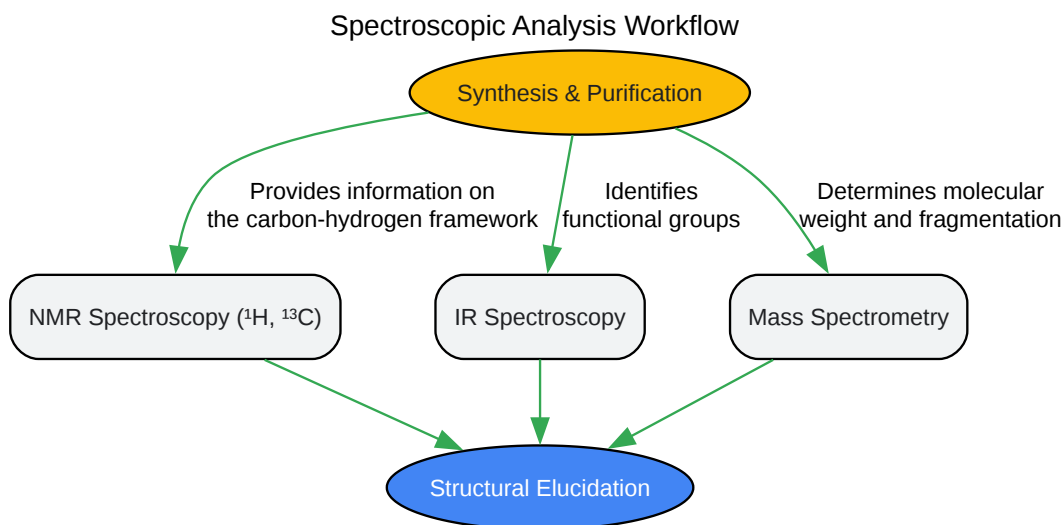 Spectroscopic Analysis Workflow
Synthesis & Purification
Provides information on
the carbon-hydrogen framework
Identifies
functional groups
Determines molecular
weight and fragmentation
NMR Spectroscopy (¹H, ¹³C)
IR Spectroscopy
Mass Spectrometry
Structural Elucidation